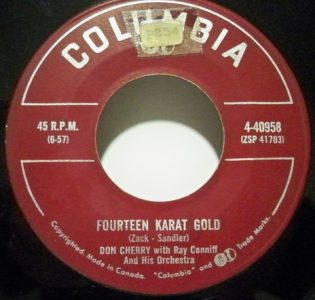 COLUMBIA
45 R.P.M.
(6-57)
4-40958
(ZSP 41703)
FOURTEEN KARAT GOLD
(Zack - Sandler)
DON CHERRY with Ray Conniff
And His Orchestra
Made in Canada. "Columbia" and Trade Marks.